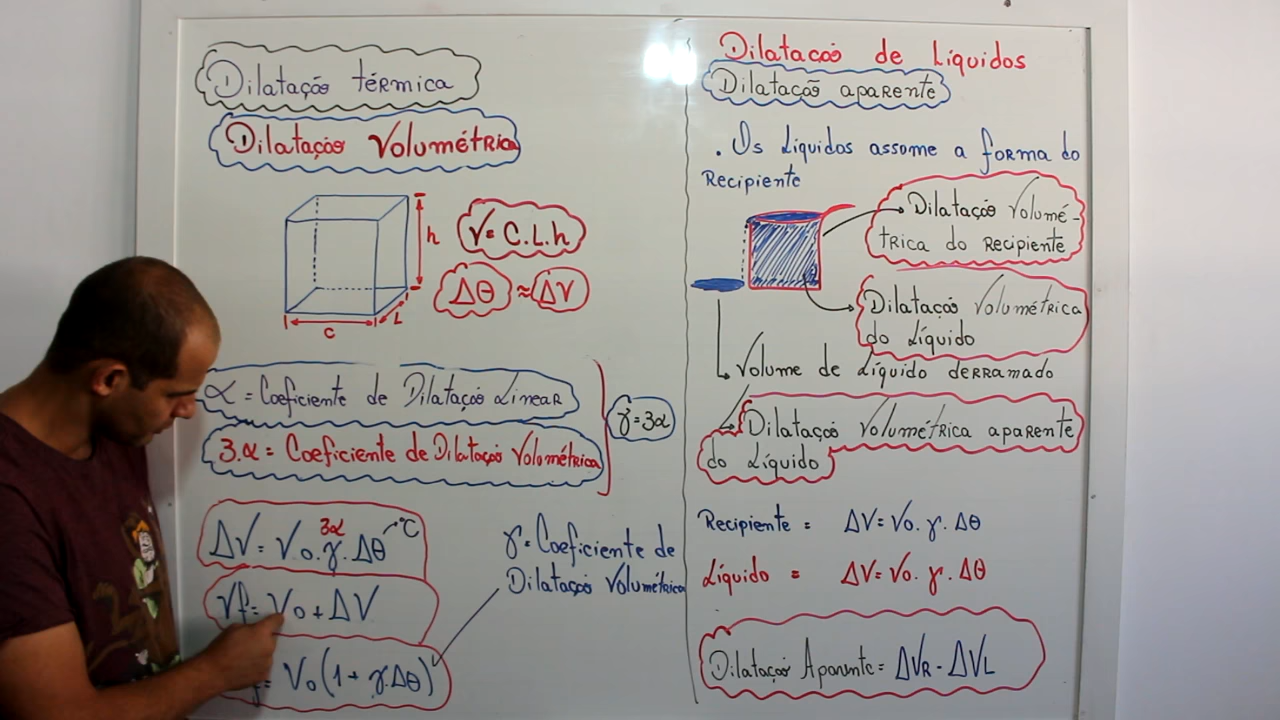 Dilatação térmica
Dilatação Volumétrica
h
V = C.L.h
Δθ ≈ ΔV
L
C
α = Coeficiente de Dilatação Linear
3.α = Coeficiente de Dilatação Volumétrica
γ = 3α
3α
ΔV = Vo.γ.Δθ
°C
Vf = Vo + ΔV
= Vo(1 + γ.Δθ)
γ = Coeficiente de
Dilatação Volumétrica
Dilatação de Líquidos
Dilatação aparente
. Os Líquidos assome a forma do
Recipiente
Dilatação Volumé-
trica do Recipiente
Dilatação Volumétrica
do Líquido
Volume de Líquido derramado
Dilatação Volumétrica aparente
do Líquido
Recipiente = ΔV = Vo.γ.Δθ
Líquido = ΔV = Vo.γ.Δθ
Dilatação Aparente = ΔVR - ΔVL